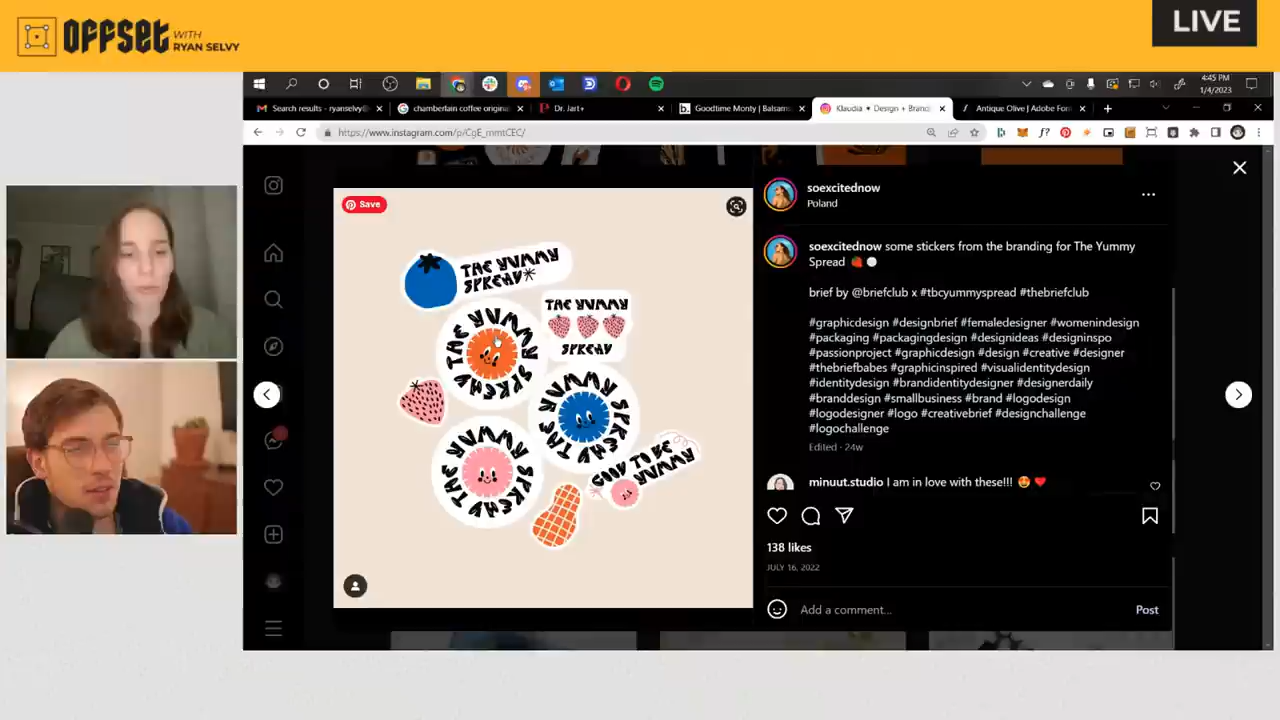 OFFSET WITH
RYAN SELVY
LIVE
4:45 PM
1/4/2023
Search results - ryanselvy@
chamberlain coffee origina
Dr. Jart+
Goodtime Monty | Balsam
Klaudia • Design + Brand
Antique Olive | Adobe Fon
https://www.instagram.com/p/CgE_mmtCEC/
Save
THE YUMMY
SPREAD*
THE YUMMY
SPREAD
THE YUMMY SPREAD
THE YUMMY SPREAD
THE YUMMY SPREAD
GOOD TO BE
YUMMY
soexcitednow
Poland
soexcitednow some stickers from the branding for The Yummy
Spread 🍓⚪
brief by @briefclub x #tbcyummyspread #thebriefclub
#graphicdesign #designbrief #femaledesigner #womenindesign
#packaging #packagingdesign #designideas #designinspo
#passionproject #graphicdesign #design #creative #designer
#thebriefbabes #graphicinspired #visualidentitydesign
#identitydesign #brandidentitydesigner #designerdaily
#branddesign #smallbusiness #brand #logodesign
#logodesigner #logo #creativebrief #designchallenge
#logochallenge
Edited · 24w
minuut.studio I am in love with these!!! 😍 ❤️
138 likes
JULY 16, 2022
Add a comment...
Post